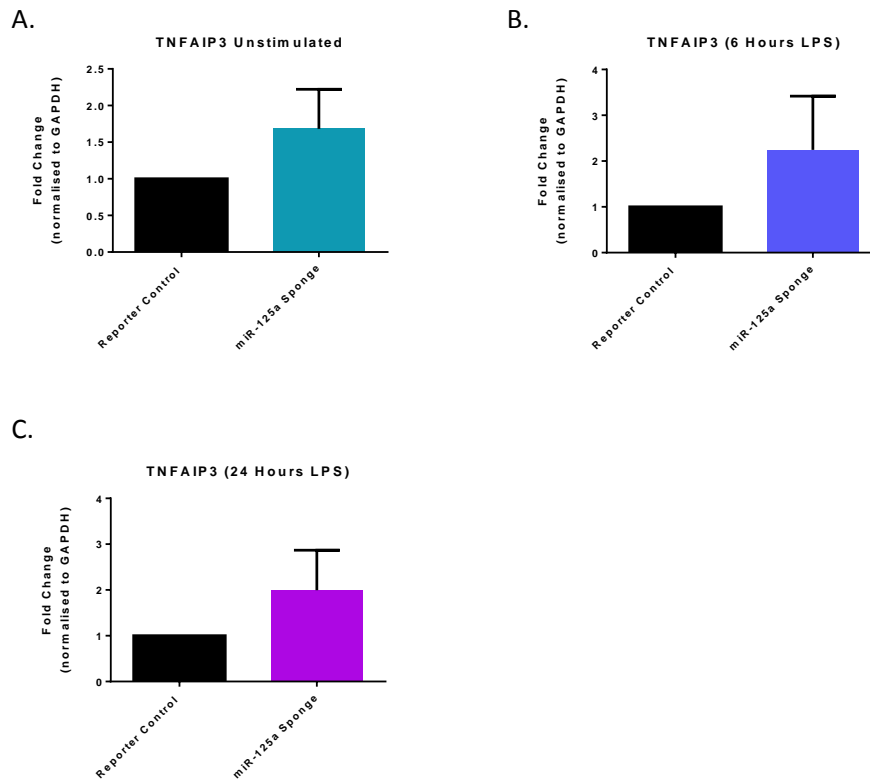 A.
TNFAIP3 Unstimulated
Fold Change
(normalised to GAPDH)
2.5
2.0
1.5
1.0
0.5
0.0
Reporter Control
miR-125a Sponge
B.
TNFAIP3 (6 Hours LPS)
Fold Change
(normalised to GAPDH)
4
3
2
1
0
Reporter Control
miR-125a Sponge
C.
TNFAIP3 (24 Hours LPS)
Fold Change
(normalised to GAPDH)
4
3
2
1
0
Reporter Control
miR-125a Sponge